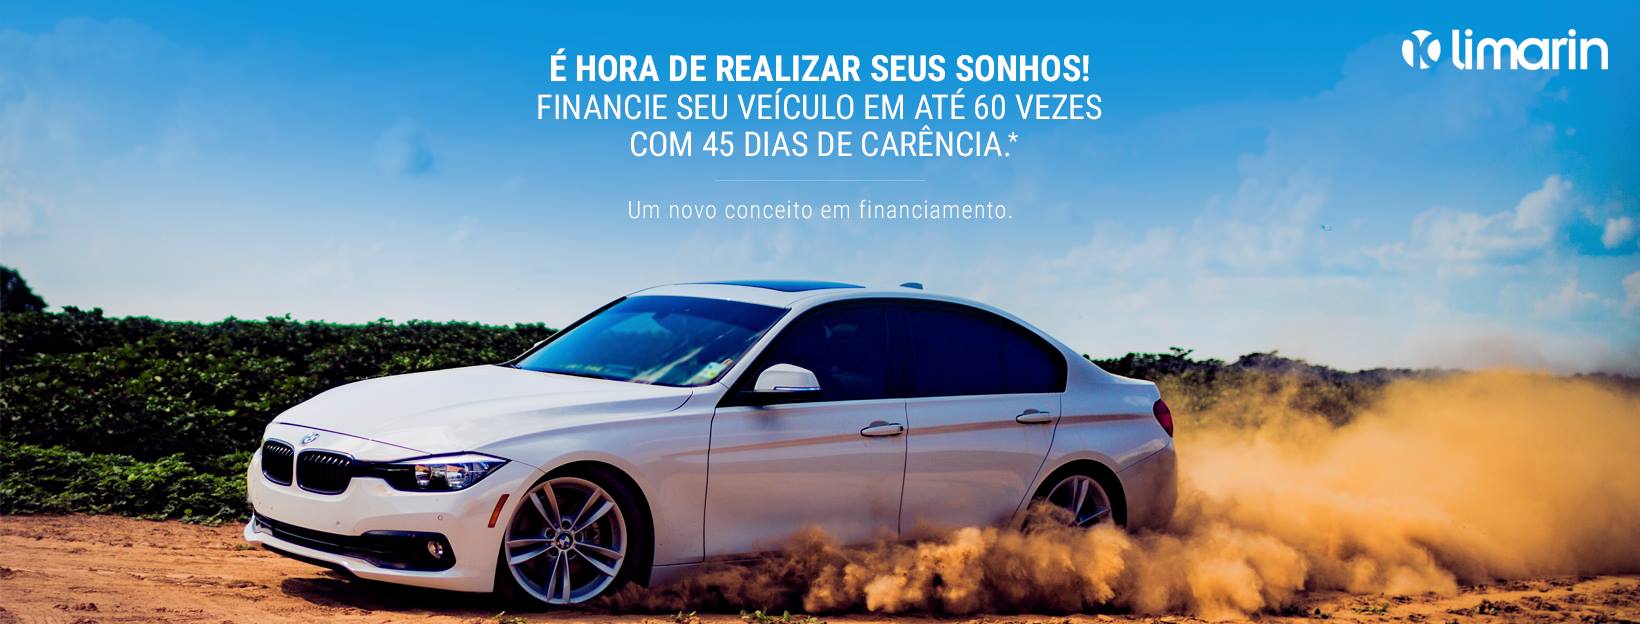 É HORA DE REALIZAR SEUS SONHOS!
FINANCIE SEU VEÍCULO EM ATÉ 60 VEZES
COM 45 DIAS DE CARÊNCIA.*
Um novo conceito em financiamento.
limarin